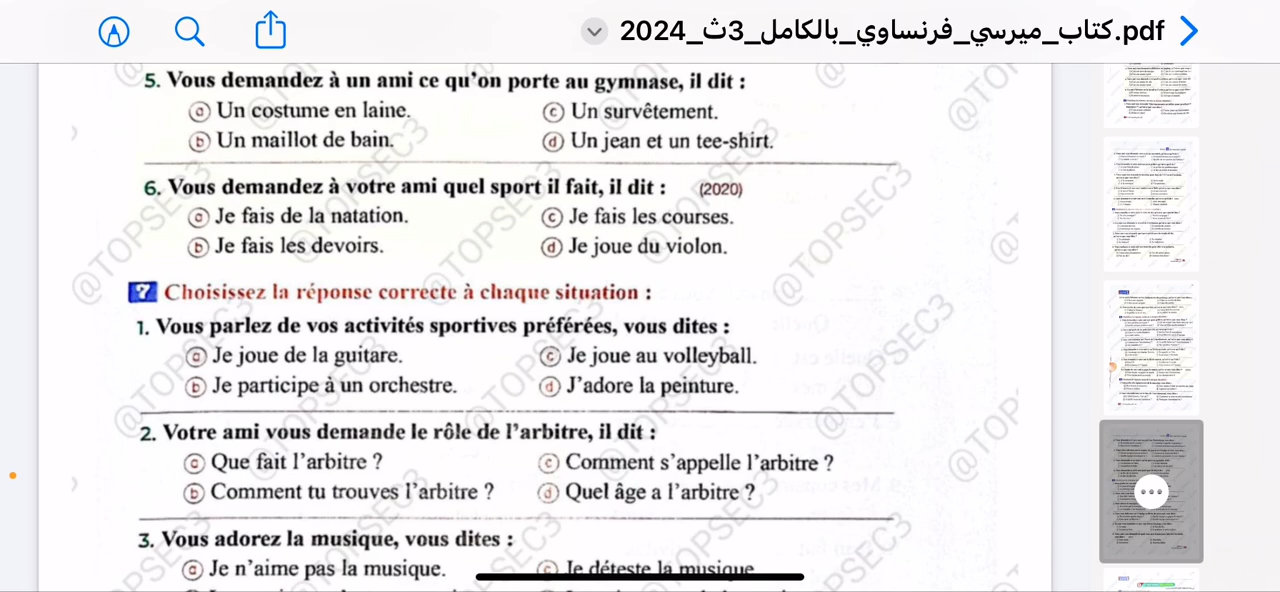 كتاب_ميرسي_فرنساوي_بالكامل_3ث_2024.pdf
5. Vous demandez à un ami ce qu'on porte au gymnase, il dit :
ⓐ Un costume en laine. ⓒ Un survêtement.
ⓑ Un maillot de bain. ⓓ Un jean et un tee-shirt.
6. Vous demandez à votre ami quel sport il fait, il dit : (2020)
ⓐ Je fais de la natation. ⓒ Je fais les courses.
ⓑ Je fais les devoirs. ⓓ Je joue du violon.
7 Choisissez la réponse correcte à chaque situation :
1. Vous parlez de vos activités sportives préférées, vous dites :
ⓐ Je joue de la guitare. ⓒ Je joue au volleyball.
ⓑ Je participe à un orchestre. ⓓ J'adore la peinture.
2. Votre ami vous demande le rôle de l'arbitre, il dit :
ⓐ Que fait l'arbitre ? ⓒ Comment s'appelle l'arbitre ?
ⓑ Comment tu trouves l'arbitre ? ⓓ Quel âge a l'arbitre ?
3. Vous adorez la musique, vous dites :
ⓐ Je n'aime pas la musique. ⓒ Je déteste la musique
@TOPSEC3